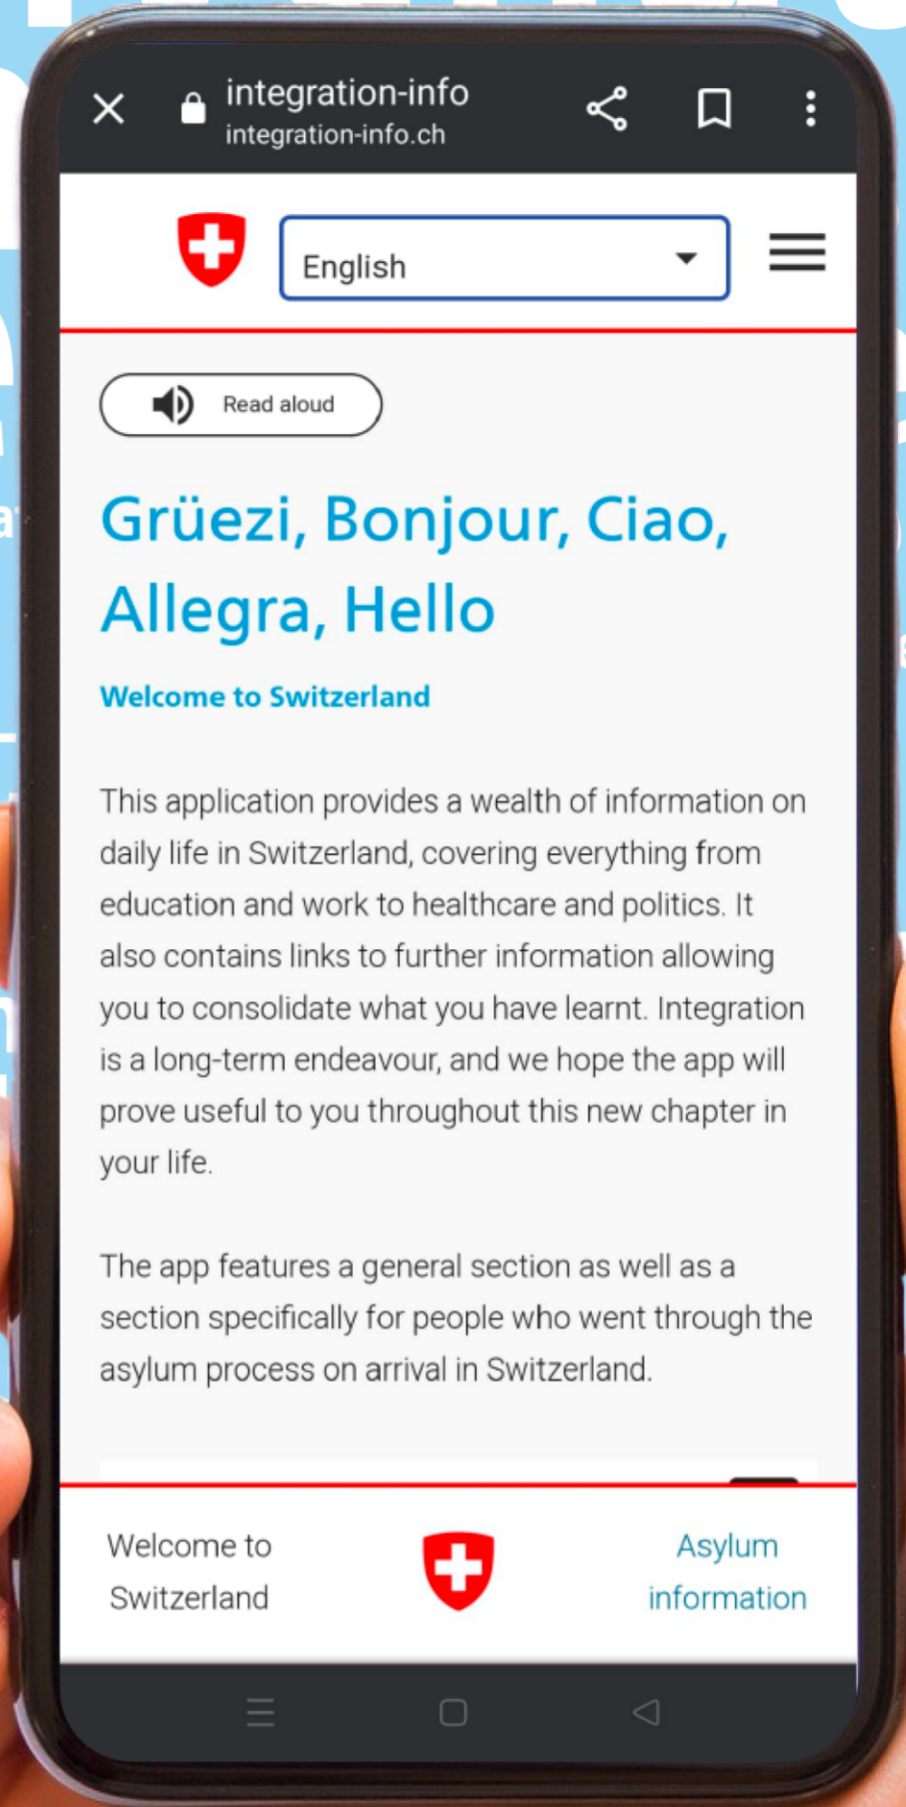 integration-info
integration-info.ch
English
Read aloud
Grüezi, Bonjour, Ciao,
Allegra, Hello
Welcome to Switzerland
This application provides a wealth of information on
daily life in Switzerland, covering everything from
education and work to healthcare and politics. It
also contains links to further information allowing
you to consolidate what you have learnt. Integration
is a long-term endeavour, and we hope the app will
prove useful to you throughout this new chapter in
your life.
The app features a general section as well as a
section specifically for people who went through the
asylum process on arrival in Switzerland.
Welcome to
Switzerland
Asylum
information